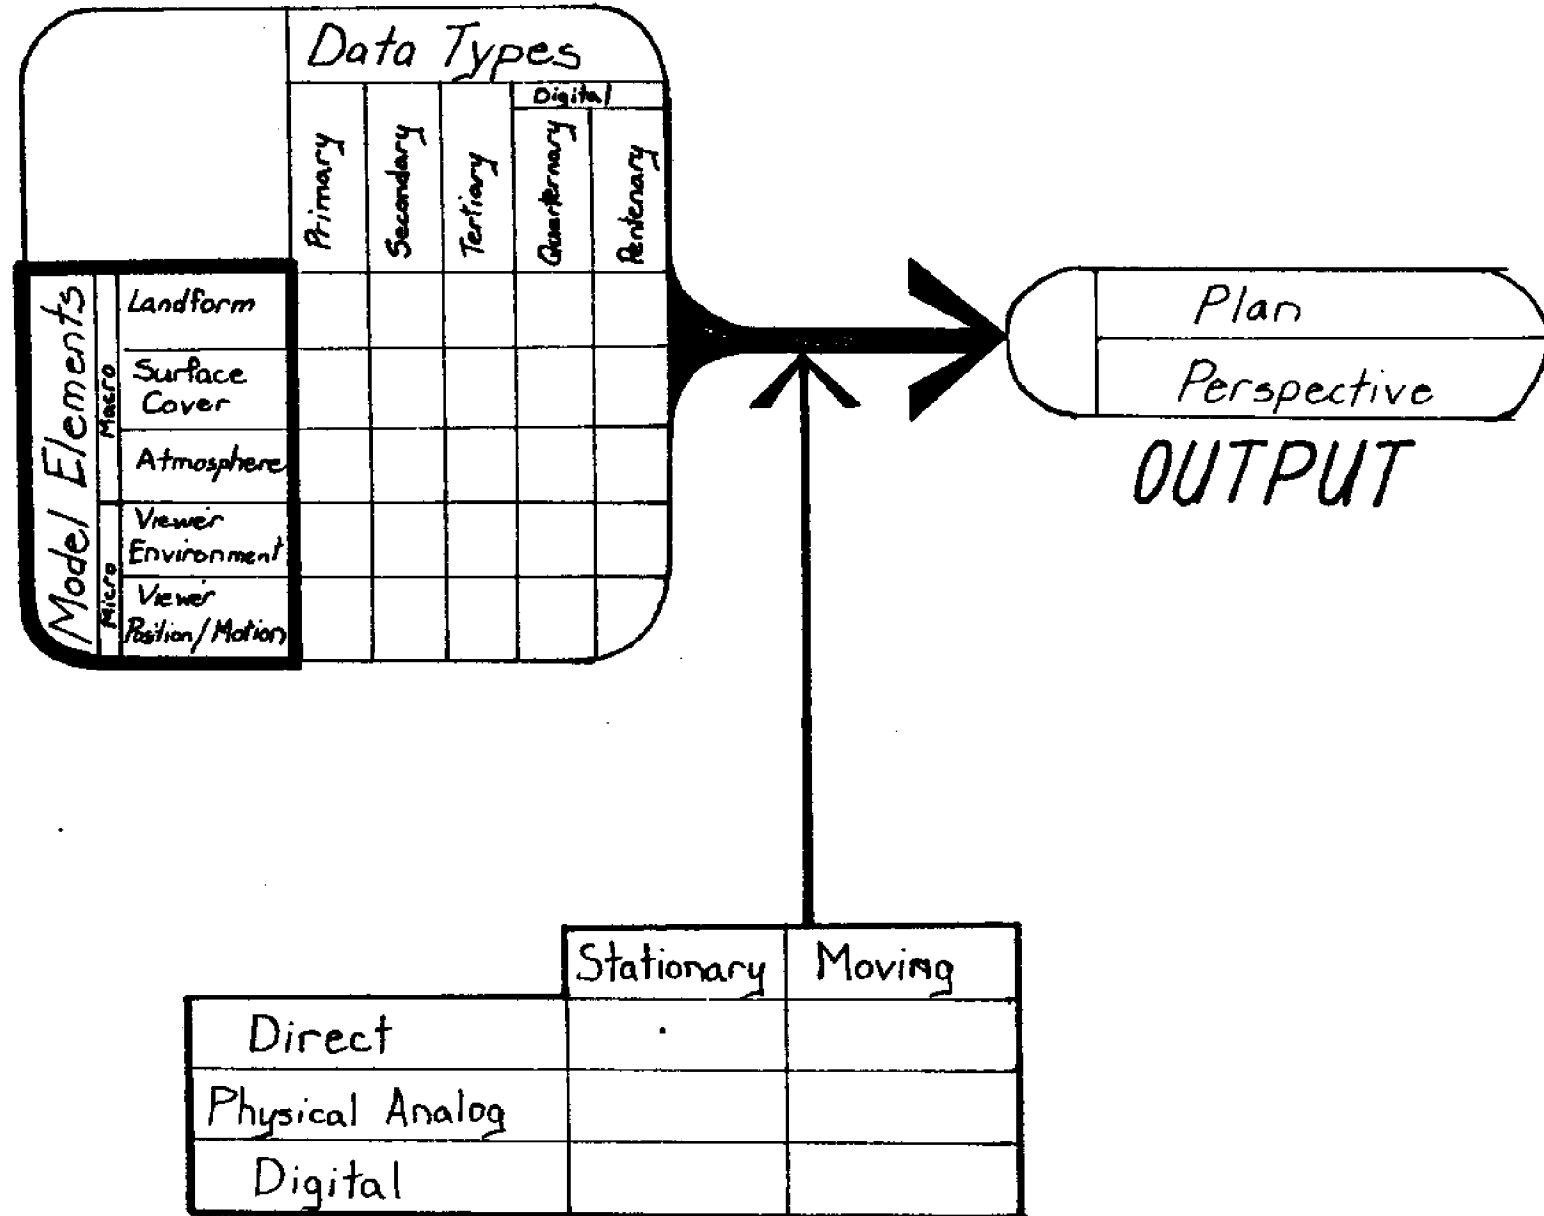 Data Types
Digital
Primary
Secondary
Tertiary
Quarternary
Pentenary
Model Elements
Macro
Landform
Surface
Cover
Atmosphere
Micro
Viewer
Environment
Viewer
Position/Motion
Plan
Perspective
OUTPUT
Stationary
Moving
Direct
Physical Analog
Digital